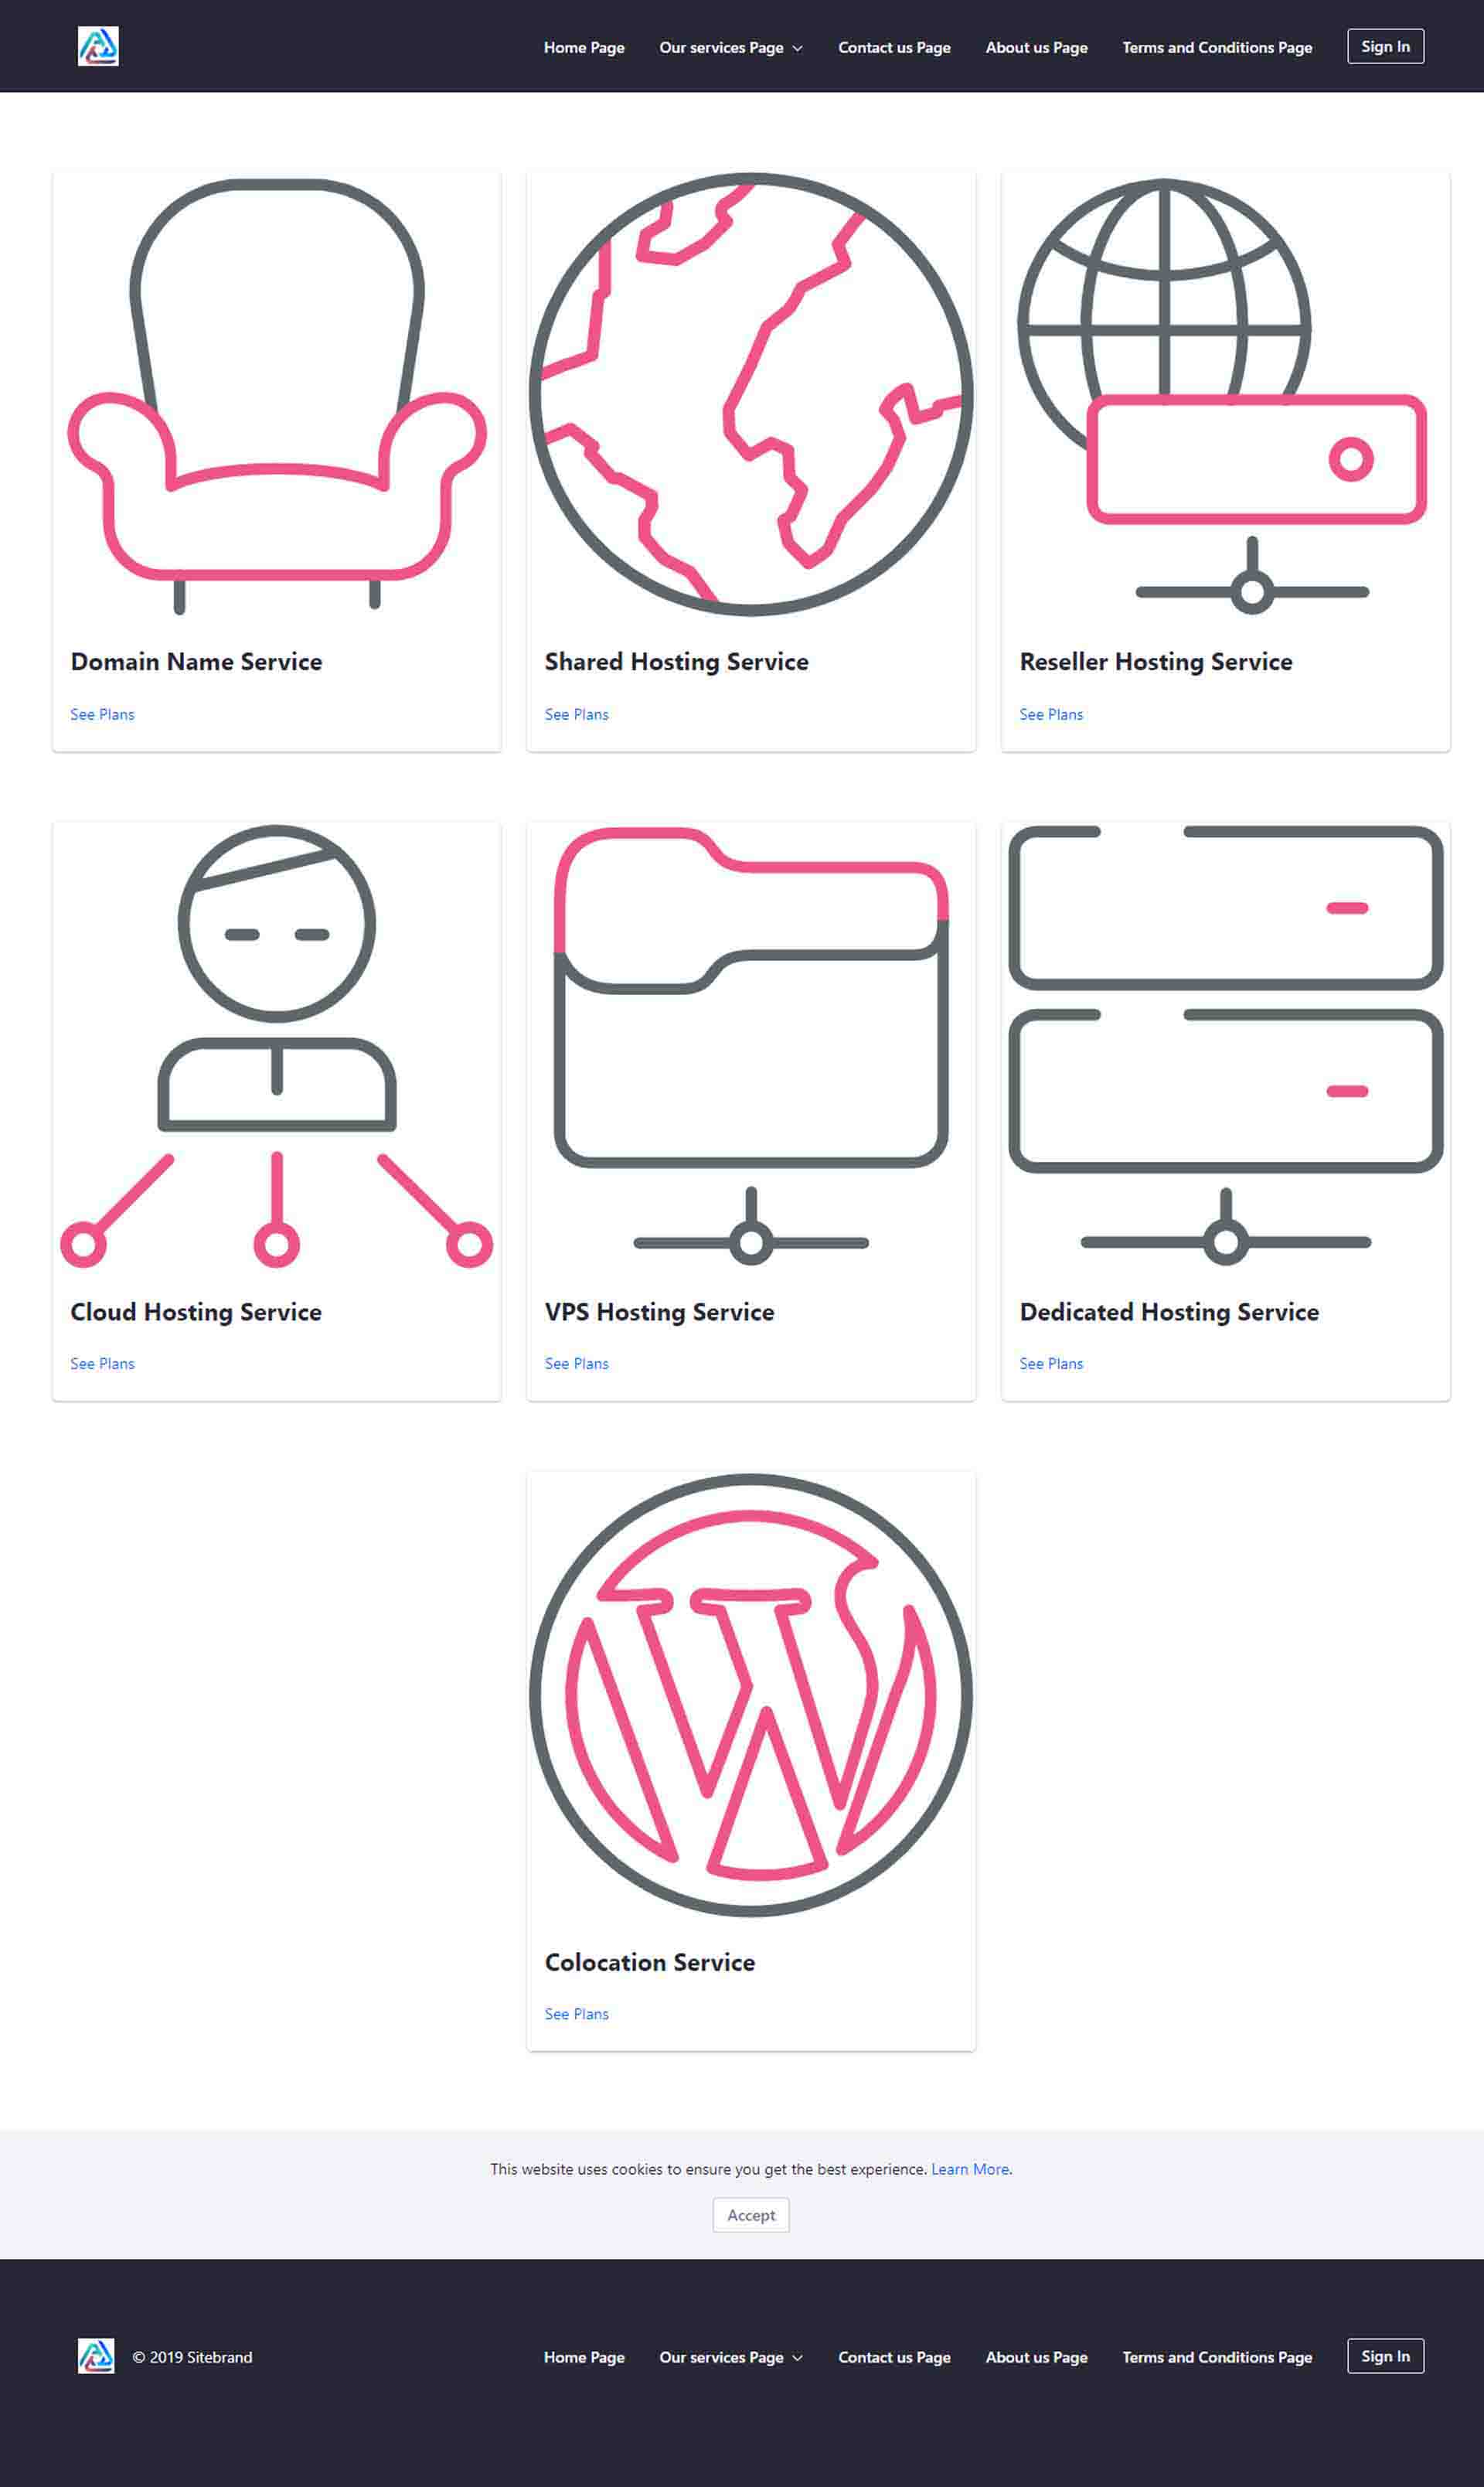 Home Page Our services Page Contact us Page About us Page Terms and Conditions Page Sign In
Domain Name Service
See Plans
Shared Hosting Service
See Plans
Reseller Hosting Service
See Plans
Cloud Hosting Service
See Plans
VPS Hosting Service
See Plans
Dedicated Hosting Service
See Plans
Colocation Service
See Plans
This website uses cookies to ensure you get the best experience. Learn More.
Accept
© 2019 Sitebrand Home Page Our services Page Contact us Page About us Page Terms and Conditions Page Sign In